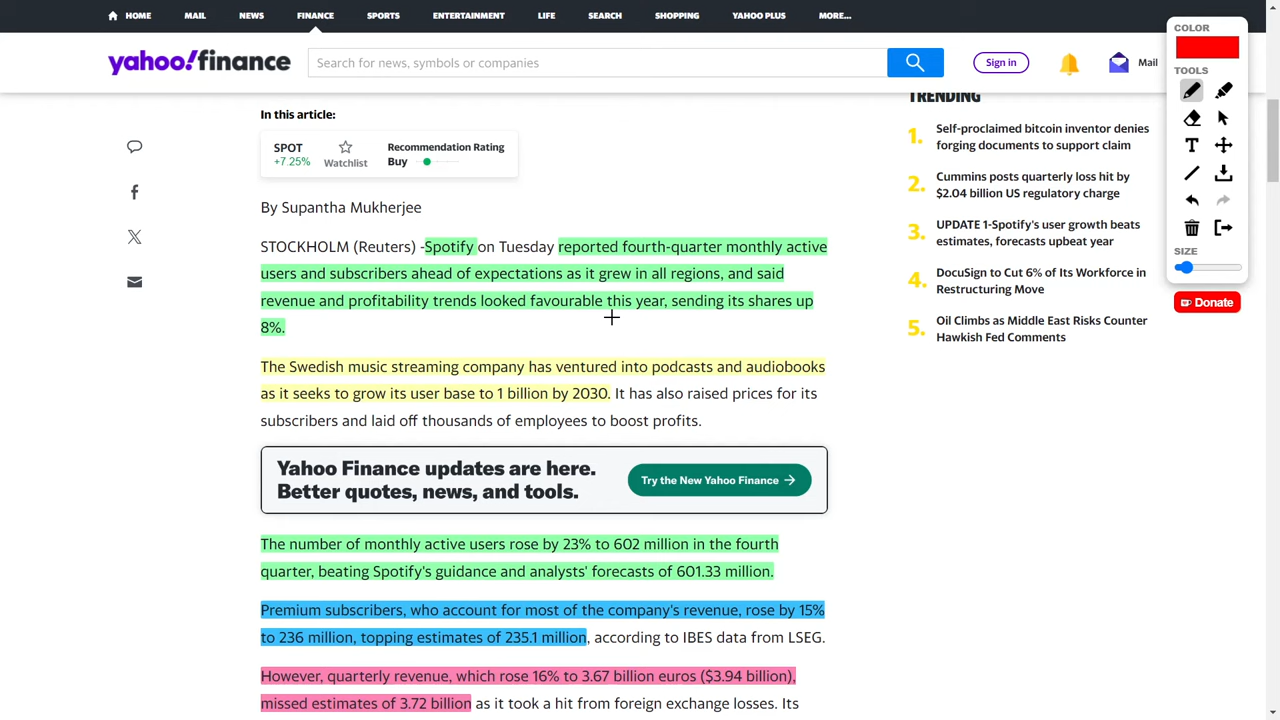 HOME MAIL NEWS FINANCE SPORTS ENTERTAINMENT LIFE SEARCH SHOPPING YAHOO PLUS MORE...
yahoo!finance
Search for news, symbols or companies
Sign in
Mail
In this article:
SPOT
+7.25%
Watchlist
Recommendation Rating
Buy
By Supantha Mukherjee
STOCKHOLM (Reuters) -Spotify on Tuesday reported fourth-quarter monthly active
users and subscribers ahead of expectations as it grew in all regions, and said
revenue and profitability trends looked favourable this year, sending its shares up
8%.
The Swedish music streaming company has ventured into podcasts and audiobooks
as it seeks to grow its user base to 1 billion by 2030. It has also raised prices for its
subscribers and laid off thousands of employees to boost profits.
Yahoo Finance updates are here.
Better quotes, news, and tools.
Try the New Yahoo Finance
The number of monthly active users rose by 23% to 602 million in the fourth
quarter, beating Spotify's guidance and analysts' forecasts of 601.33 million.
Premium subscribers, who account for most of the company's revenue, rose by 15%
to 236 million, topping estimates of 235.1 million, according to IBES data from LSEG.
However, quarterly revenue, which rose 16% to 3.67 billion euros ($3.94 billion),
missed estimates of 3.72 billion as it took a hit from foreign exchange losses. Its
TRENDING
1. Self-proclaimed bitcoin inventor denies
forging documents to support claim
2. Cummins posts quarterly loss hit by
$2.04 billion US regulatory charge
3. UPDATE 1-Spotify's user growth beats
estimates, forecasts upbeat year
4. DocuSign to Cut 6% of Its Workforce in
Restructuring Move
5. Oil Climbs as Middle East Risks Counter
Hawkish Fed Comments
COLOR
TOOLS
SIZE
Donate